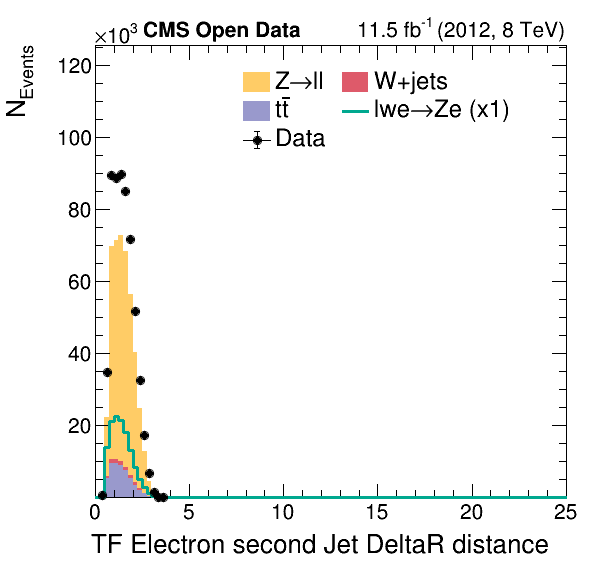 ×10³ CMS Open Data 11.5 fb⁻¹ (2012, 8 TeV)
N_Events
Z→ll W+jets
tt̄ lwe→Ze (x1)
Data
120
100
80
60
40
20
0 5 10 15 20 25
TF Electron second Jet DeltaR distance